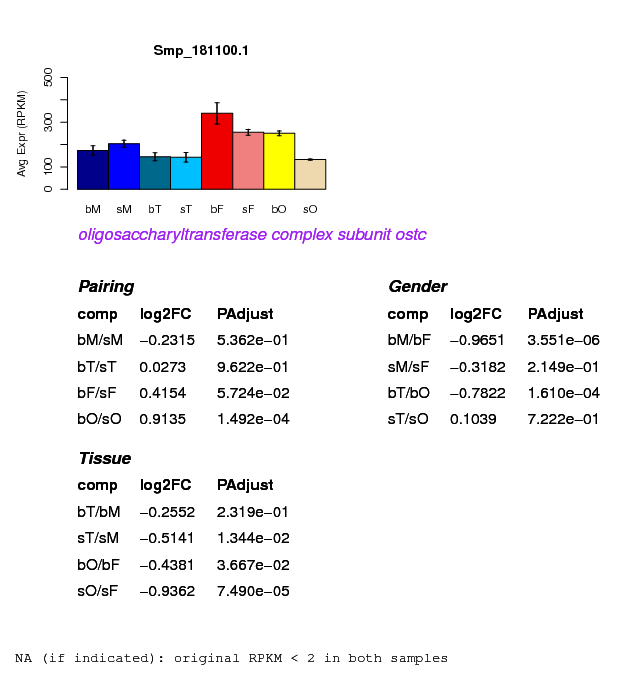 Smp_181100.1
Avg Expr (RPKM)
500
300
100
0
bM sM bT sT bF sF bO sO
oligosaccharyltransferase complex subunit ostc
Pairing
comp log2FC PAdjust
bM/sM −0.2315 5.362e−01
bT/sT 0.0273 9.622e−01
bF/sF 0.4154 5.724e−02
bO/sO 0.9135 1.492e−04
Gender
comp log2FC PAdjust
bM/bF −0.9651 3.551e−06
sM/sF −0.3182 2.149e−01
bT/bO −0.7822 1.610e−04
sT/sO 0.1039 7.222e−01
Tissue
comp log2FC PAdjust
bT/bM −0.2552 2.319e−01
sT/sM −0.5141 1.344e−02
bO/bF −0.4381 3.667e−02
sO/sF −0.9362 7.490e−05
NA (if indicated): original RPKM < 2 in both samples